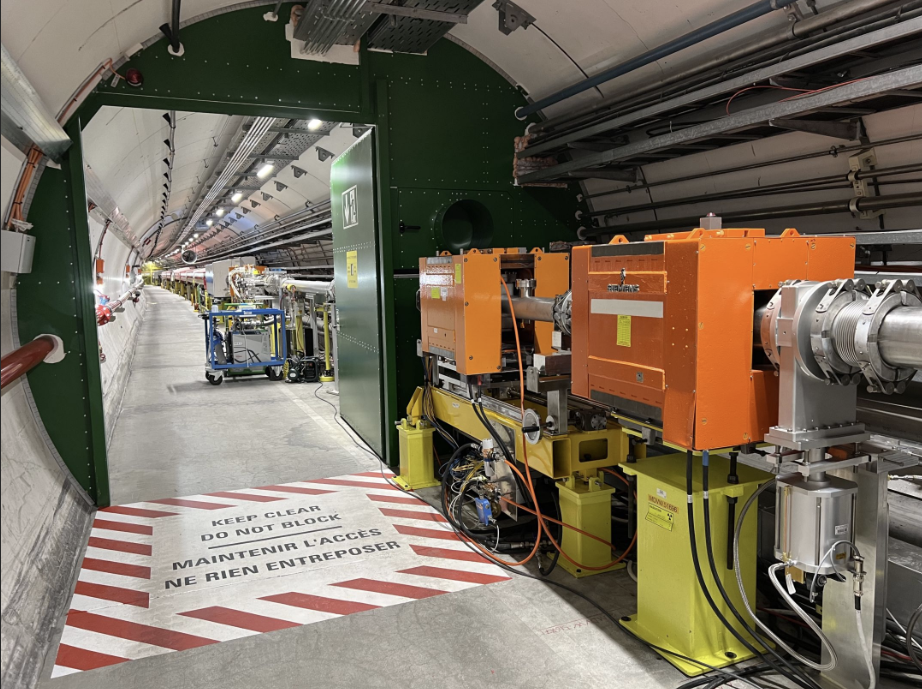 KEEP CLEAR
DO NOT BLOCK
MAINTENIR L'ACCÈS
NE RIEN ENTREPOSER